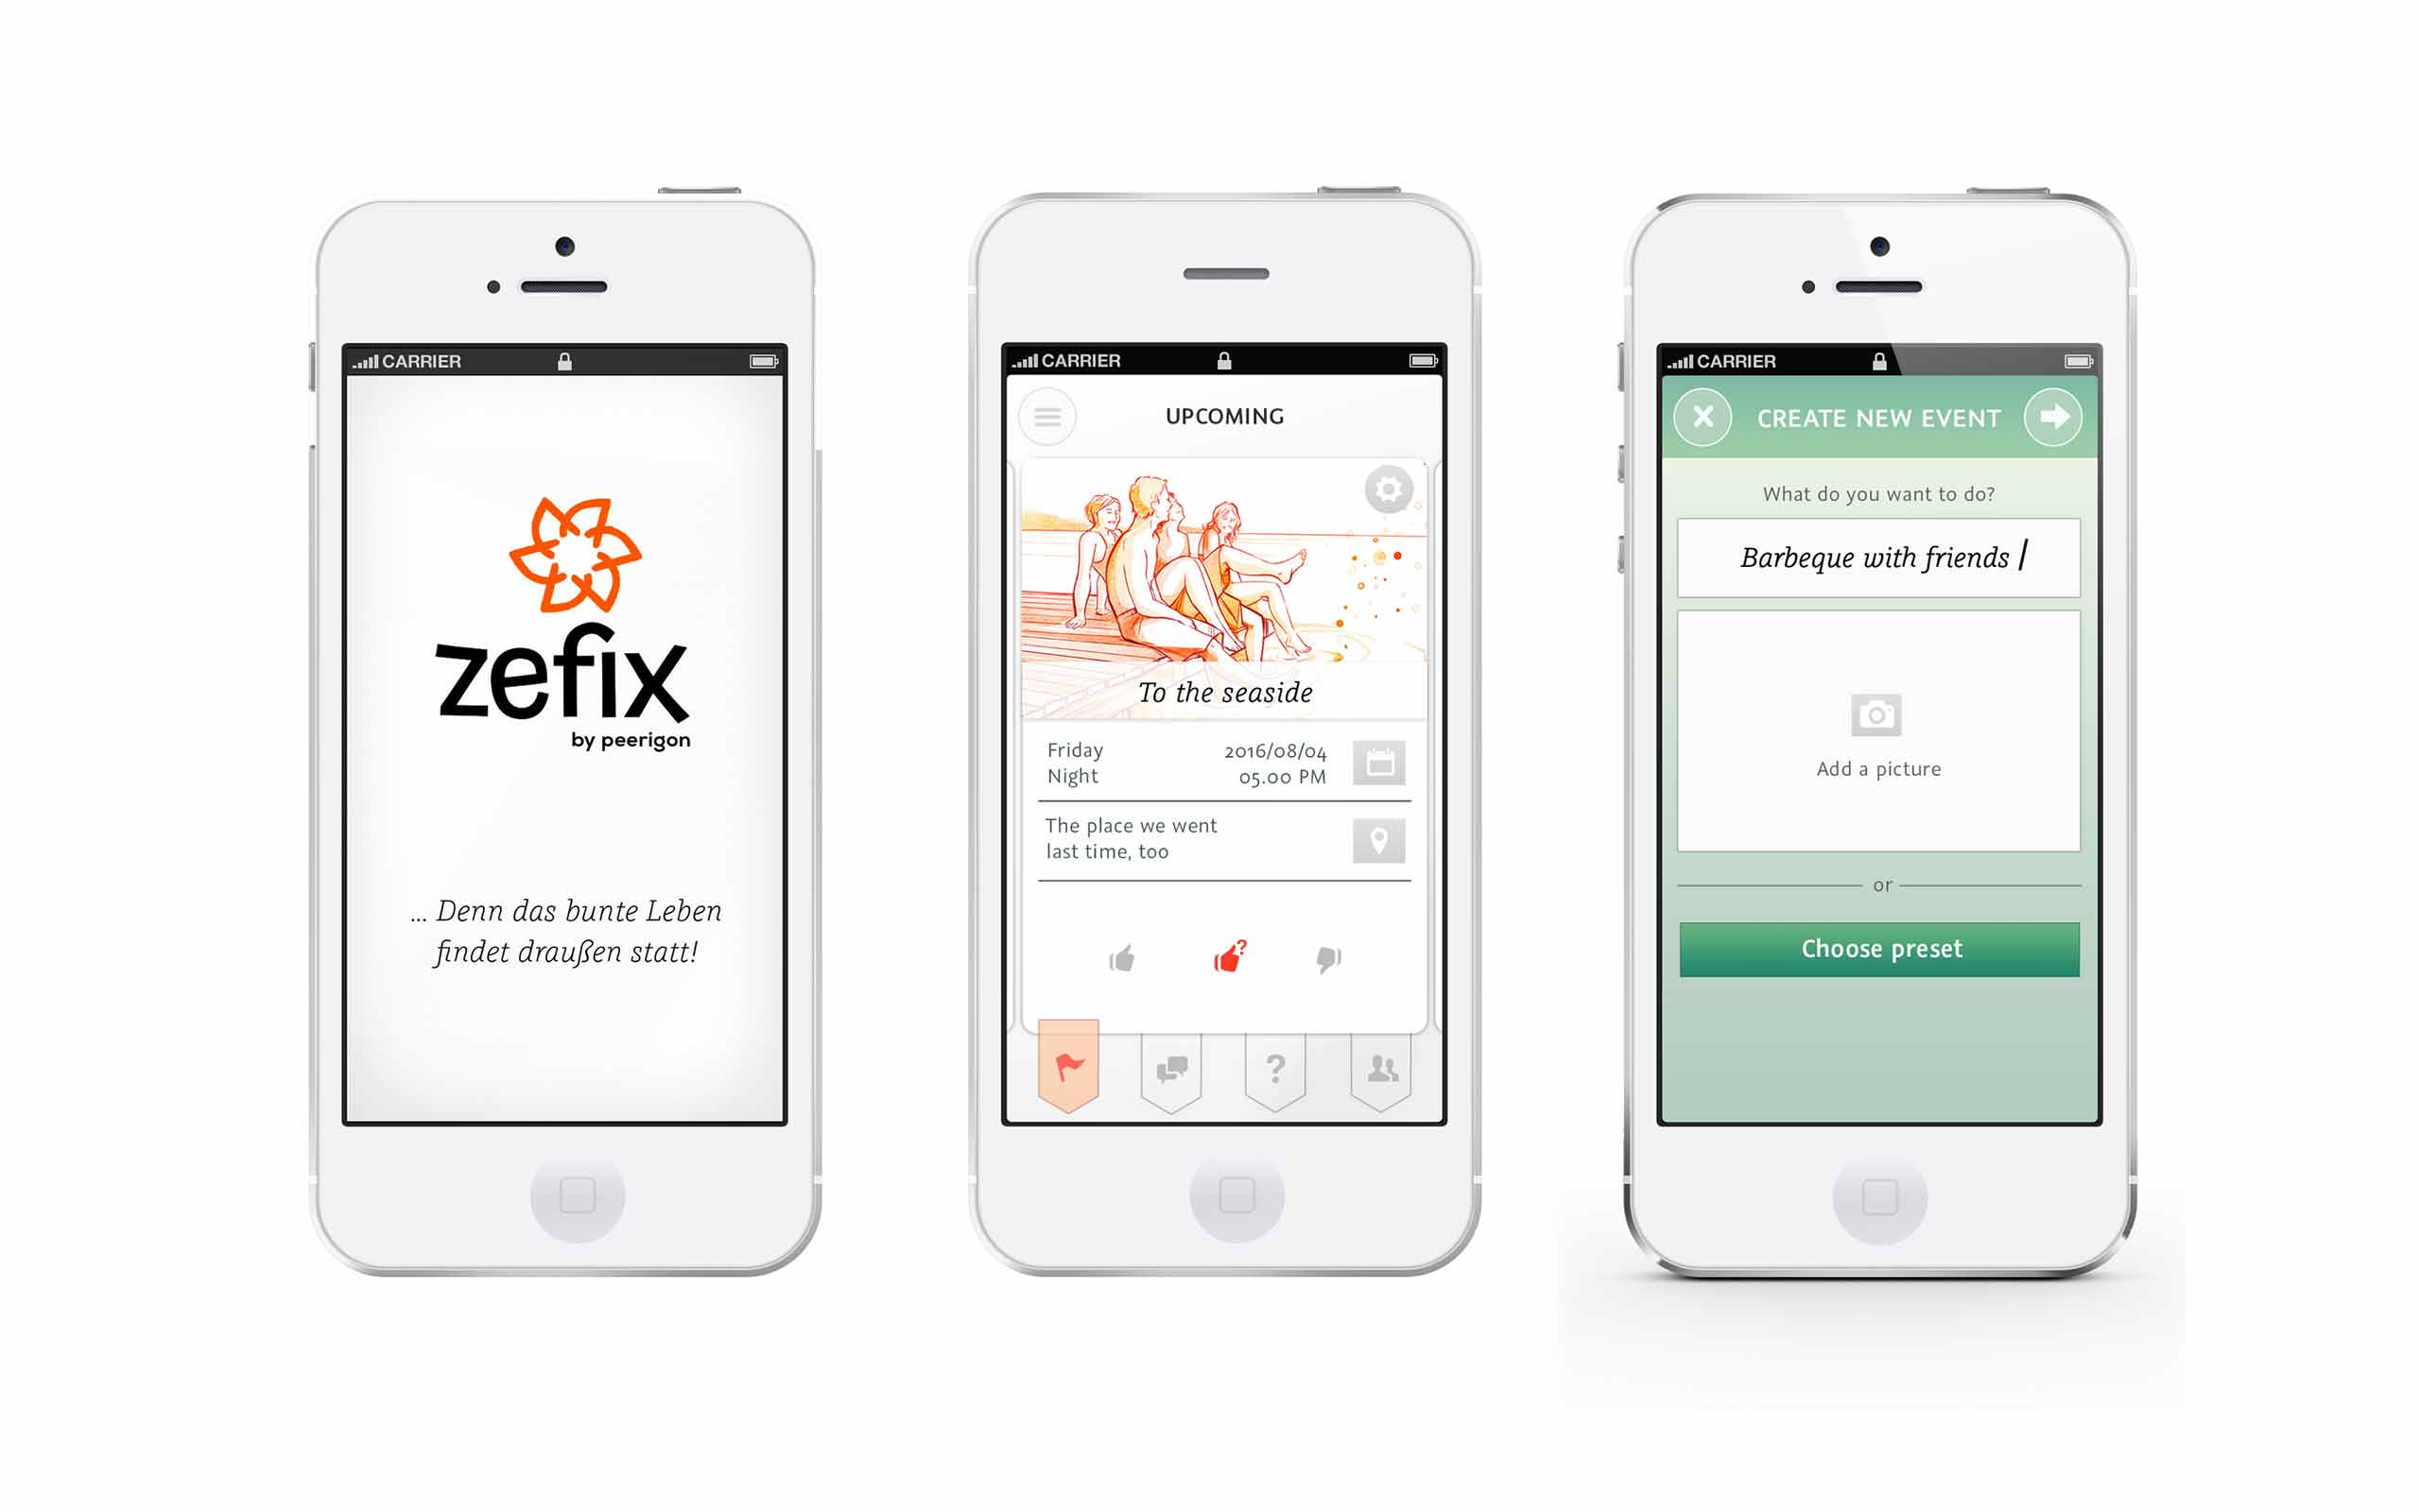 CARRIER
zefix
by peerigon
... Denn das bunte Leben
findet draußen statt!
CARRIER
UPCOMING
To the seaside
Friday
Night
2016/08/04
05.00 PM
The place we went
last time, too
?
?
CARRIER
CREATE NEW EVENT
What do you want to do?
Barbeque with friends
Add a picture
or
Choose preset